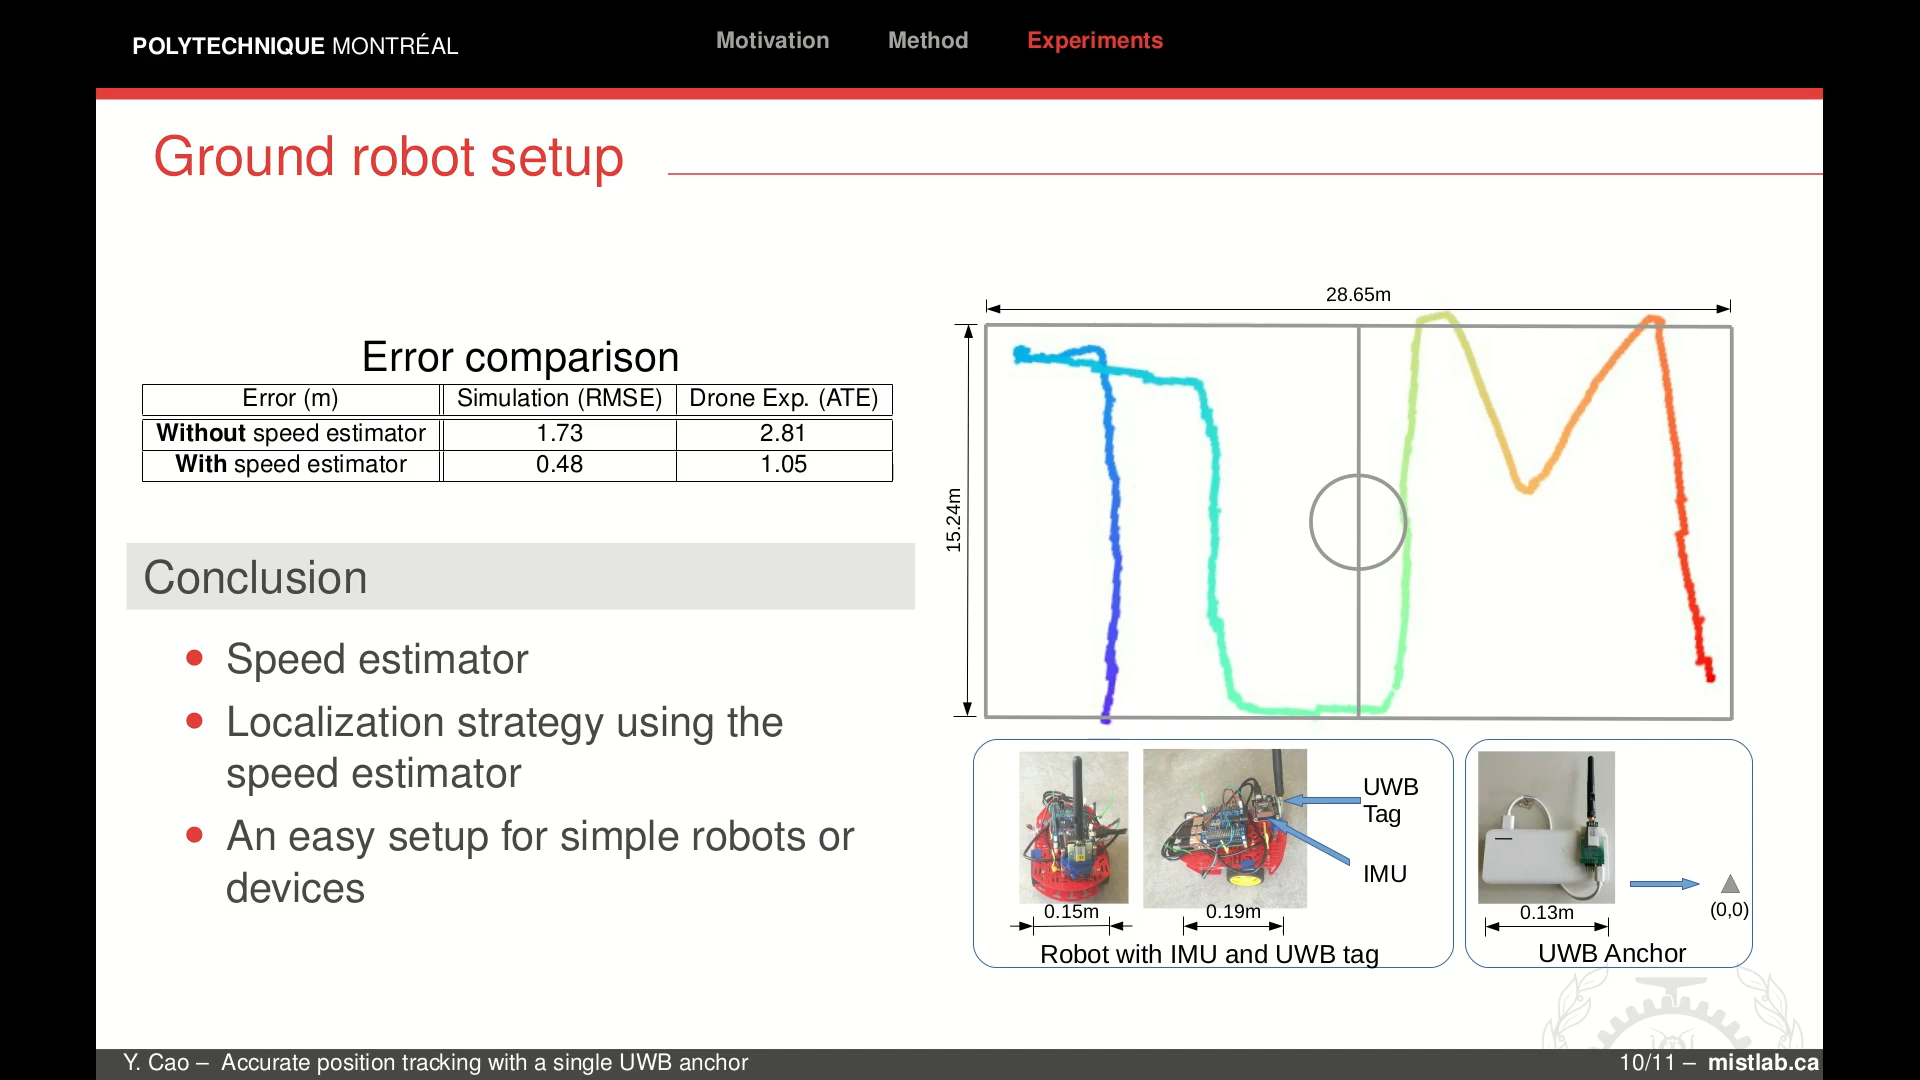 POLYTECHNIQUE MONTRÉAL
Motivation Method Experiments
Ground robot setup
Error comparison
Error (m) Simulation (RMSE) Drone Exp. (ATE)
Without speed estimator 1.73 2.81
With speed estimator 0.48 1.05
Conclusion
Speed estimator
Localization strategy using the
speed estimator
An easy setup for simple robots or
devices
28.65m
15.24m
UWB
Tag
IMU
0.15m
0.19m
Robot with IMU and UWB tag
0.13m
(0,0)
UWB Anchor
Y. Cao – Accurate position tracking with a single UWB anchor
10/11 – mistlab.ca